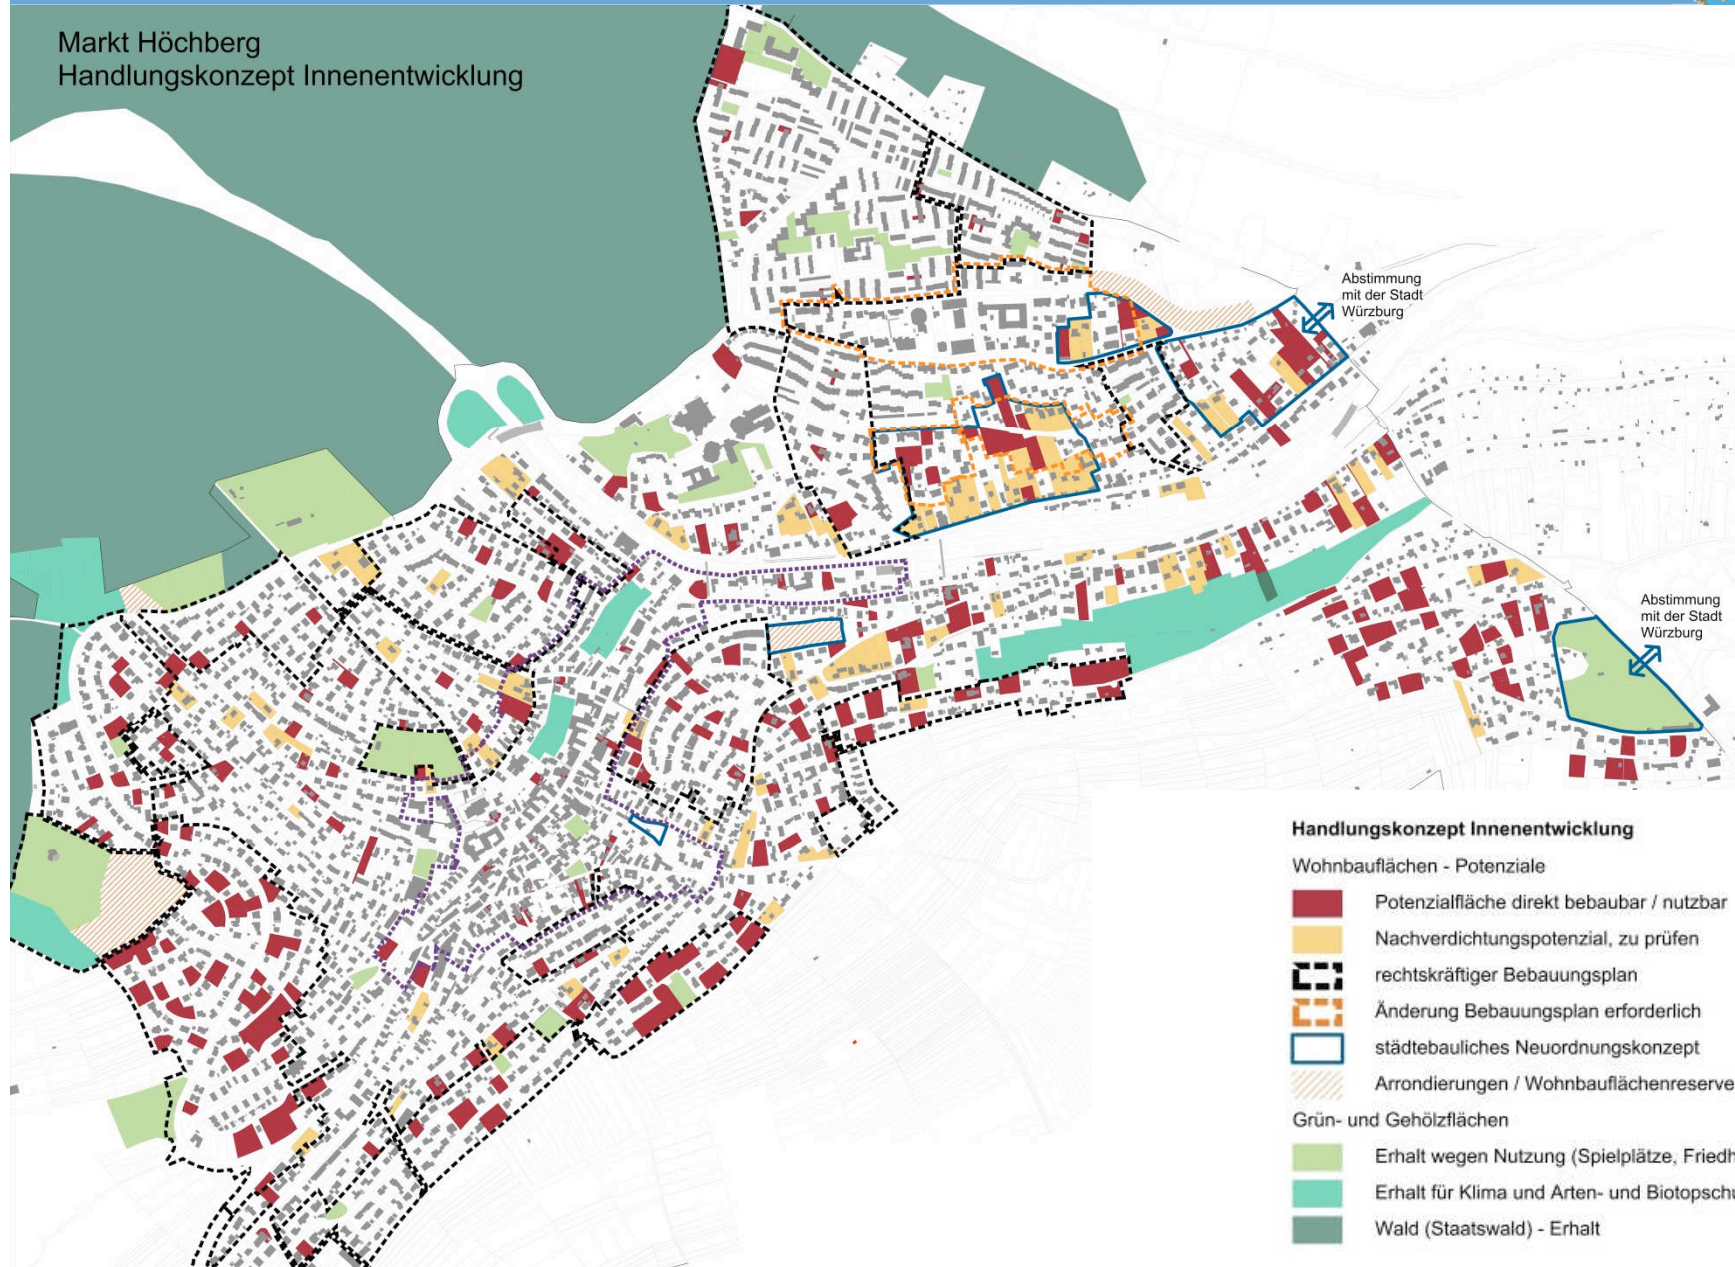 Markt Höchberg
Handlungskonzept Innenentwicklung
Abstimmung
mit der Stadt
Würzburg
Abstimmung
mit der Stadt
Würzburg
Handlungskonzept Innenentwicklung
Wohnbauflächen - Potenziale
Potenzialfläche direkt bebaubar / nutzbar
Nachverdichtungspotenzial, zu prüfen
rechtskräftiger Bebauungsplan
Änderung Bebauungsplan erforderlich
städtebauliches Neuordnungskonzept
Arrondierungen / Wohnbauflächenreserve
Grün- und Gehölzflächen
Erhalt wegen Nutzung (Spielplätze, Friedh
Erhalt für Klima und Arten- und Biotopschu
Wald (Staatswald) - Erhalt